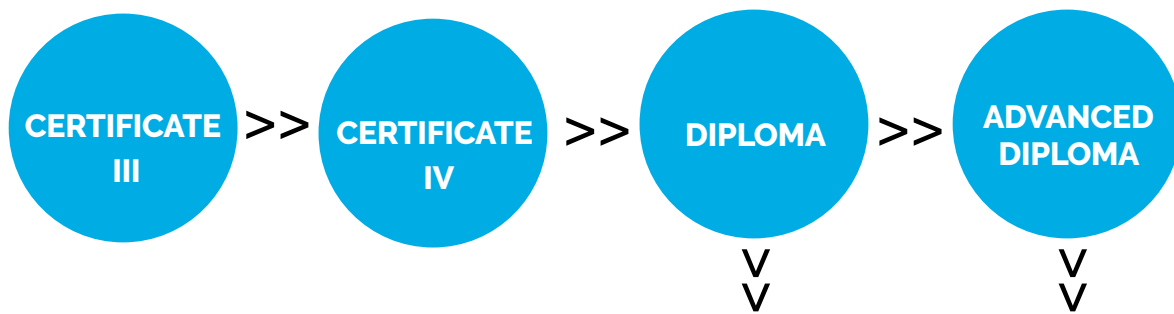 CERTIFICATE
III
>>
CERTIFICATE
IV
>>
DIPLOMA
>>
ADVANCED
DIPLOMA
>>
>>